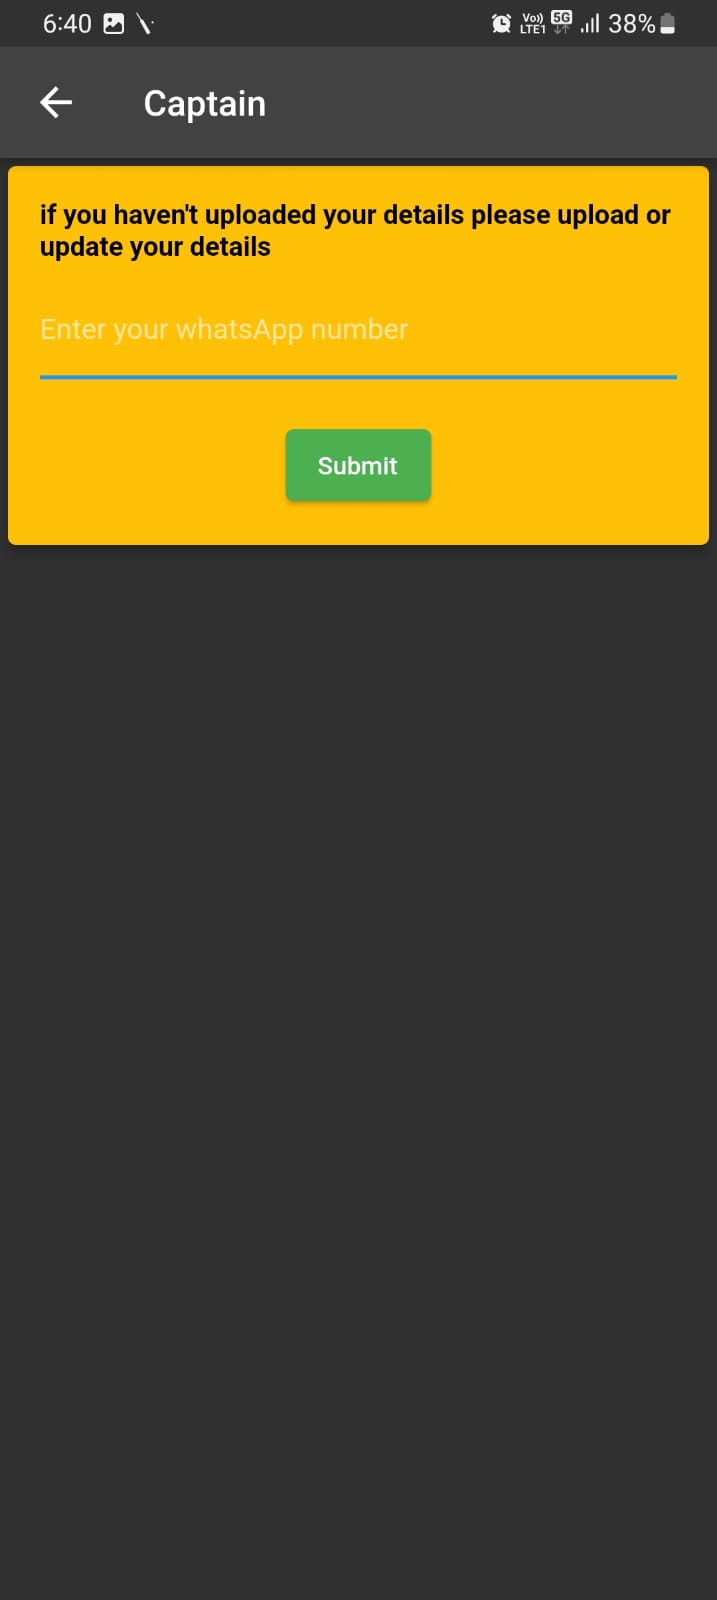 6:40 Vo)) LTE1 5G 38%
Captain
if you haven't uploaded your details please upload or
update your details
Enter your whatsApp number
Submit